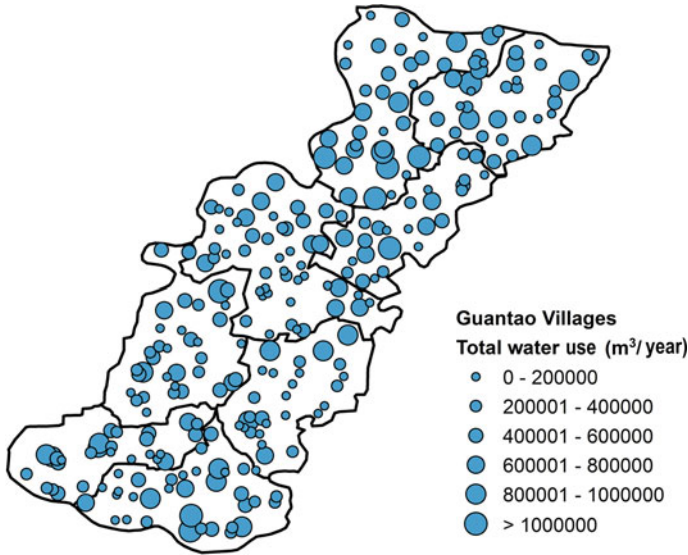 Guantao Villages
Total water use (m³/year)
0 - 200000
200001 - 400000
400001 - 600000
600001 - 800000
800001 - 1000000
> 1000000